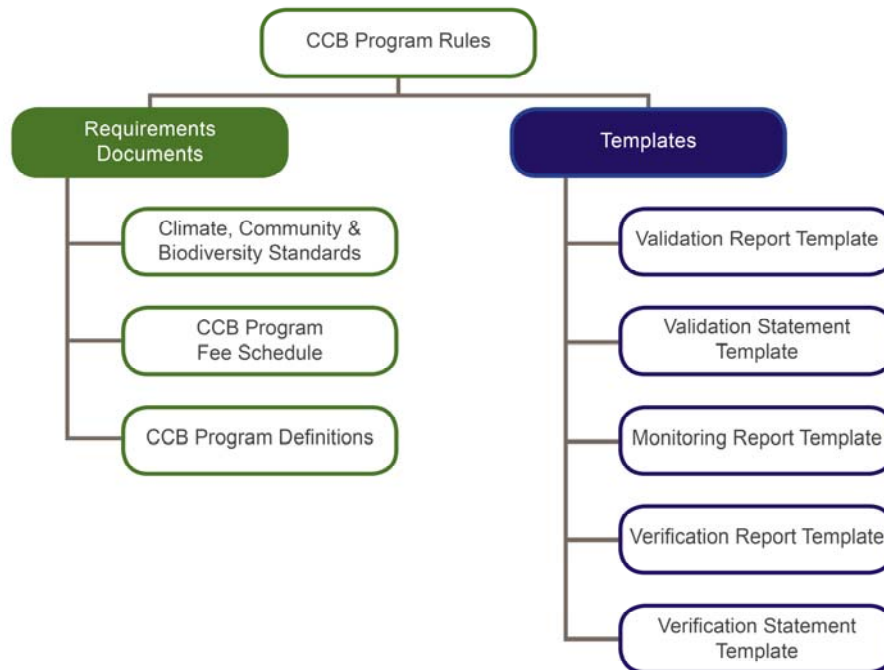 CCB Program Rules
Requirements
Documents
Templates
Climate, Community &
Biodiversity Standards
CCB Program
Fee Schedule
CCB Program Definitions
Validation Report Template
Validation Statement
Template
Monitoring Report Template
Verification Report Template
Verification Statement
Template